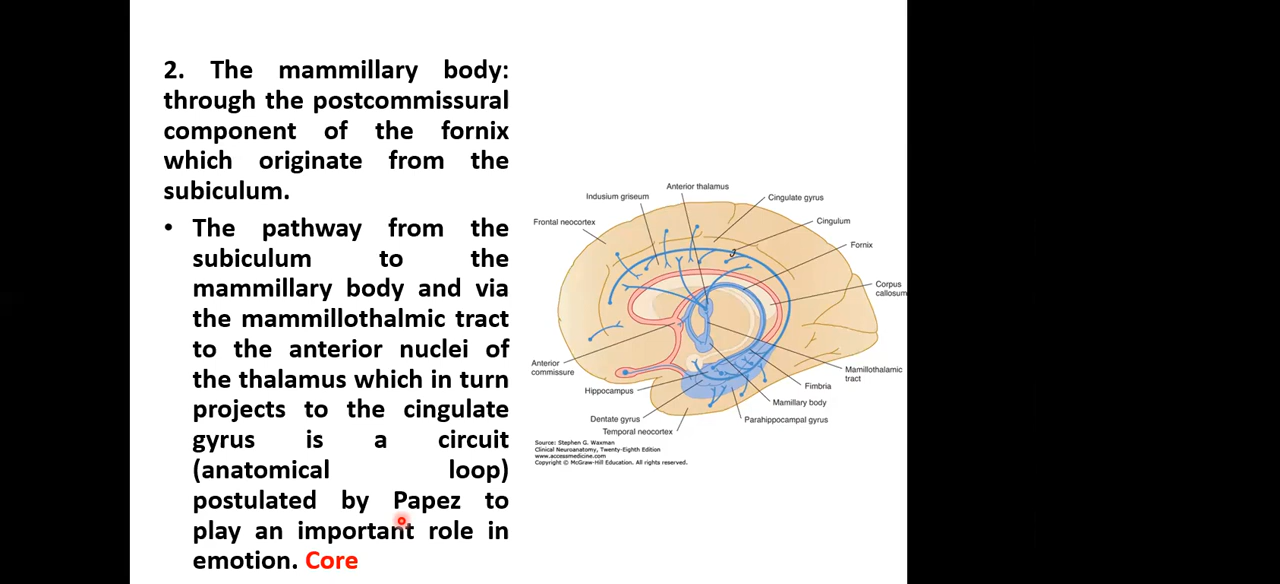 2. The mammillary body:
through the postcommissural
component of the fornix
which originate from the
subiculum.
• The pathway from the
subiculum to the
mammillary body and via
the mammillothalmic tract
to the anterior nuclei of
the thalamus which in turn
projects to the cingulate
gyrus is a circuit
(anatomical loop)
postulated by Papez to
play an important role in
emotion. Core
Anterior thalamus
Indusium griseum
Cingulate gyrus
Frontal neocortex
Cingulum
Fornix
Corpus
callosum
Anterior
commissure
Mamillothalamic
tract
Hippocampus
Fimbria
Mamillary body
Dentate gyrus
Parahippocampal gyrus
Temporal neocortex
Source: Stephen G. Waxman
Clinical Neuroanatomy, Twenty-Eighth Edition
www.accessmedicine.com
Copyright © McGraw-Hill Education. All rights reserved.